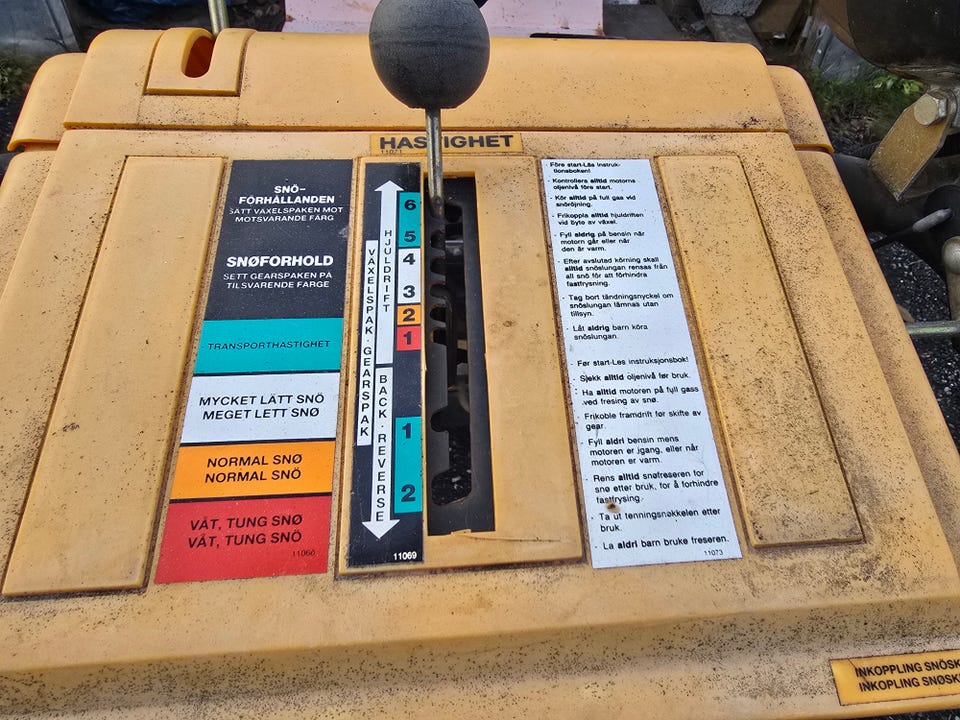 HASTIGHET
11071
SNÖ-
FÖRHÅLLANDEN
SÄTT VÄXELSPAKEN MOT
MOTSVARANDE FÄRG
SNØFORHOLD
SETT GEARSPAKEN PÅ
TILSVARENDE FARGE
TRANSPORTHASTIGHET
MYCKET LÄTT SNÖ
MEGET LETT SNØ
NORMAL SNØ
NORMAL SNÖ
VÅT, TUNG SNØ
VÅT, TUNG SNÖ
11066
VÄXELSPAK·GEARSPAK
HJULDRIFT
BACK·REVERSE
6
5
4
3
2
1
1
2
11069
Före start-Läs instruk-
tionsboken!
- Kontrollera alltid motorns
oljenivå före start.
- Kör alltid på full gas vid
snöröjning.
- Frikoppla alltid hjuldriften
vid byte av växel.
- Fyll aldrig på bensin när
motorn går eller när
den är varm.
- Efter avslutad körning skall
alltid snöslungan rensas från
all snö för att förhindra
fastfrysning.
- Tag bort tändningsnyckel om
snöslungan lämnas utan
tillsyn.
- Låt aldrig barn köra
snöslungan.
Før start-Les instruksjonsbok!
- Sjekk alltid oljenivå før bruk.
- Ha alltid motoren på full gass
ved fresing av snø.
- Frikoble framdrift før skifte av
gear.
- Fyll aldri bensin mens
motoren er igang, eller når
motoren er varm.
- Rens alltid snøfreseren for
snø etter bruk, for å forhindre
fastfrysing.
- Ta ut tenningsnøkkelen etter
bruk.
- La aldri barn bruke freseren.
11073
INKOPPLING SNÖSK
INKOPLING SNØSK